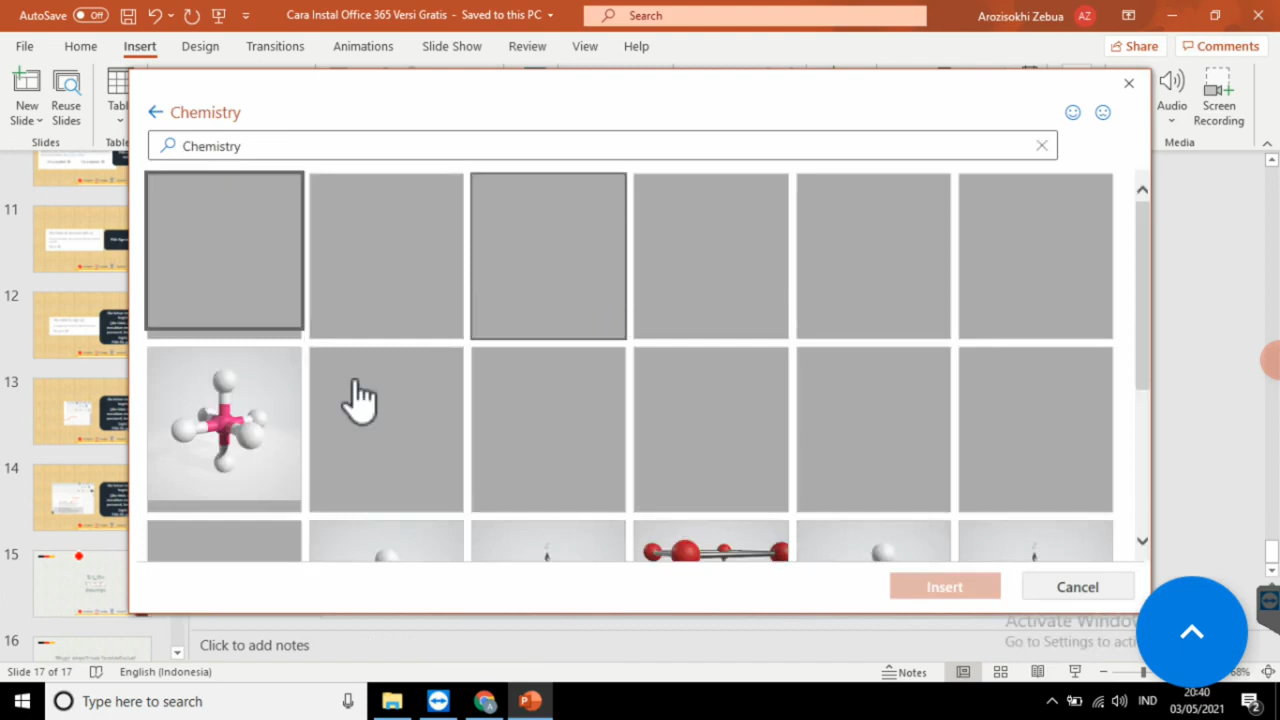 AutoSave Off
Cara Instal Office 365 Versi Gratis - Saved to this PC
Search
Arozisokhi Zebua AZ
File Home Insert Design Transitions Animations Slide Show Review View Help
Share Comments
New Slide
Reuse Slides
Audio
Screen Recording
Slides
Media
Chemistry
Chemistry
11
12
13
14
15
16
Insert
Cancel
Click to add notes
Go to Settings to acti
Slide 17 of 17
English (Indonesia)
Notes
Type here to search
IND
20:40
03/05/2021
2